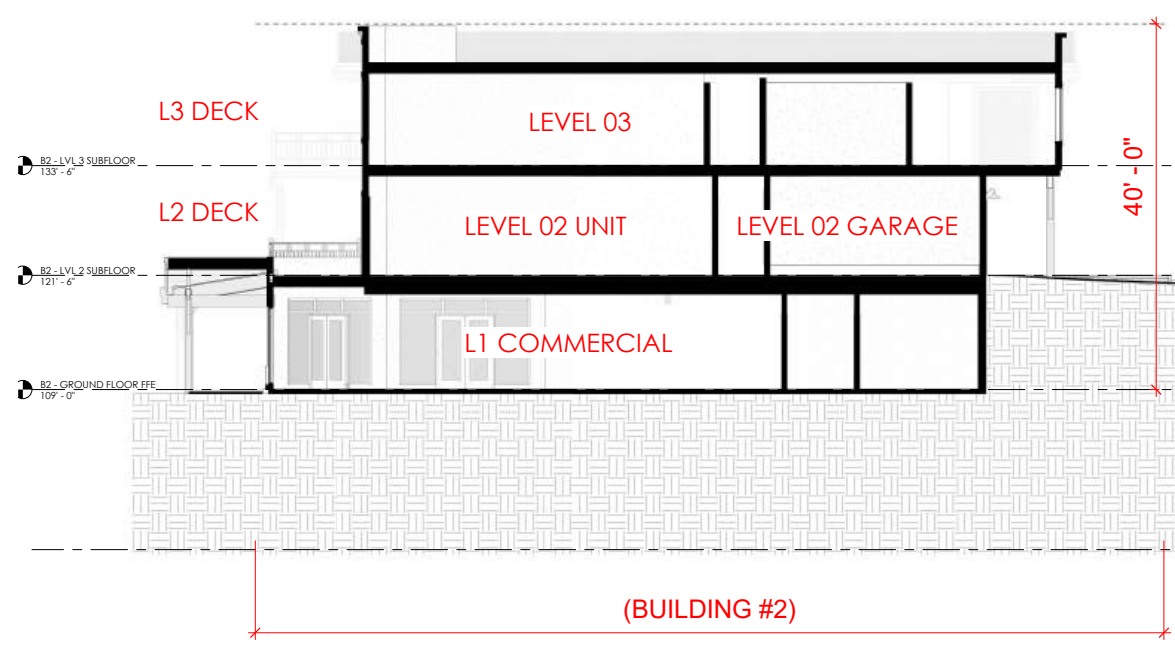 L3 DECK
LEVEL 03
B2 - LVL 3 SUBFLOOR
133' - 6"
40' - 0"
L2 DECK
LEVEL 02 UNIT
LEVEL 02 GARAGE
B2 - LVL 2 SUBFLOOR
121' - 6"
L1 COMMERCIAL
B2 - GROUND FLOOR FFE
109' - 0"
(BUILDING #2)